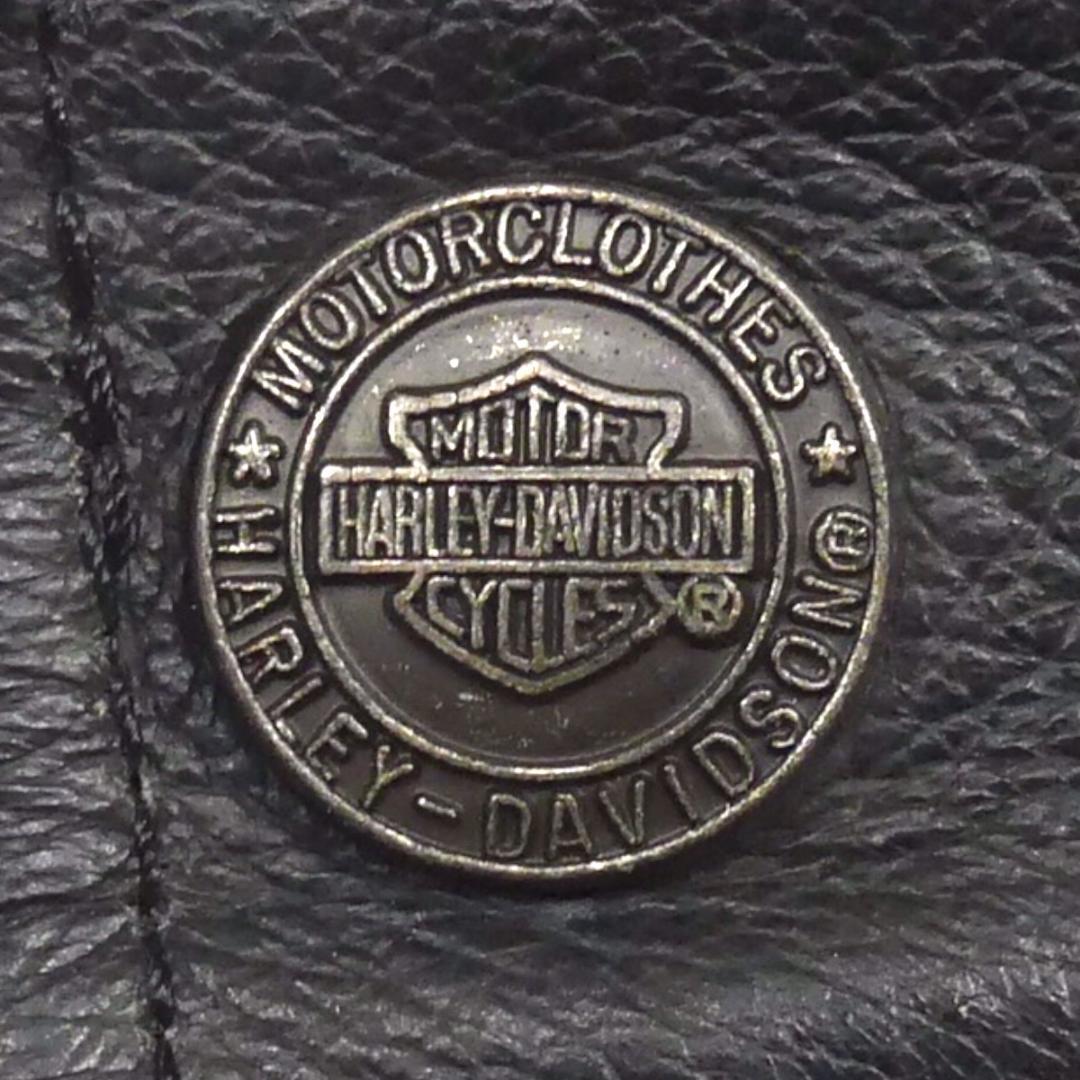 MOTORCLOTHES
MOTOR
HARLEY-DAVIDSON
CYCLES ®
HARLEY-DAVIDSON®